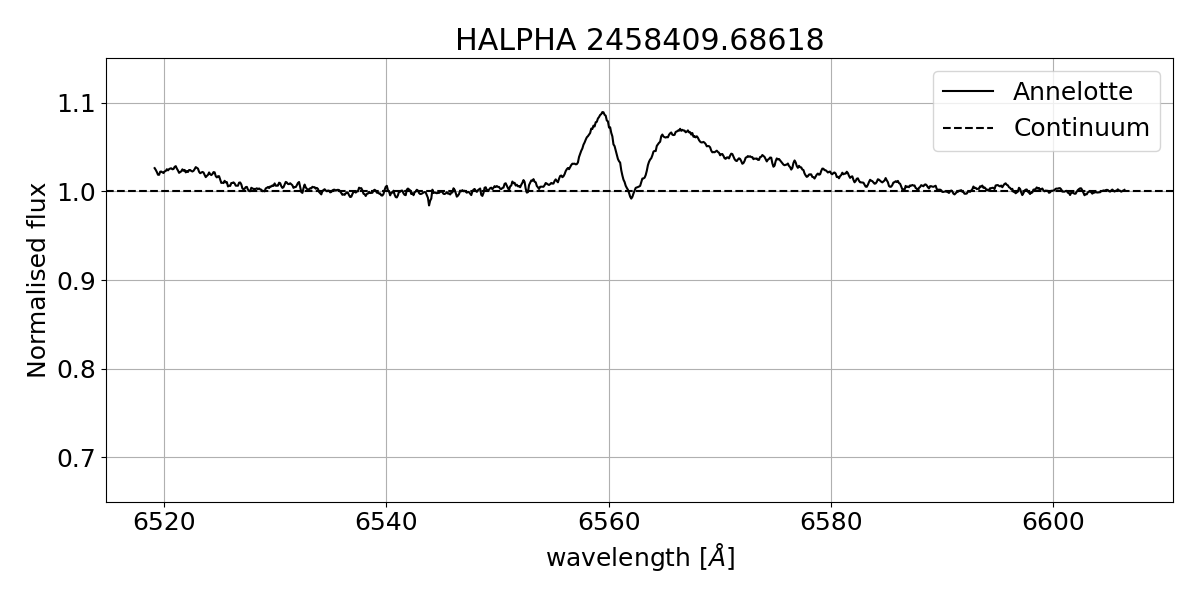 HALPHA 2458409.68618
Annelotte
Continuum
Normalised flux
1.1
1.0
0.9
0.8
0.7
6520
6540
6560
6580
6600
wavelength [Å]